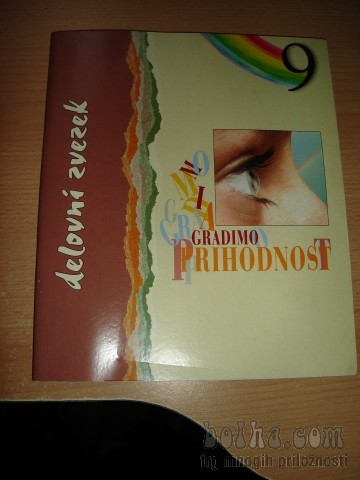 9
delovni zvezek
GRADIMO
PRIHODNOST
bolha.com
trg mnogih priložnosti